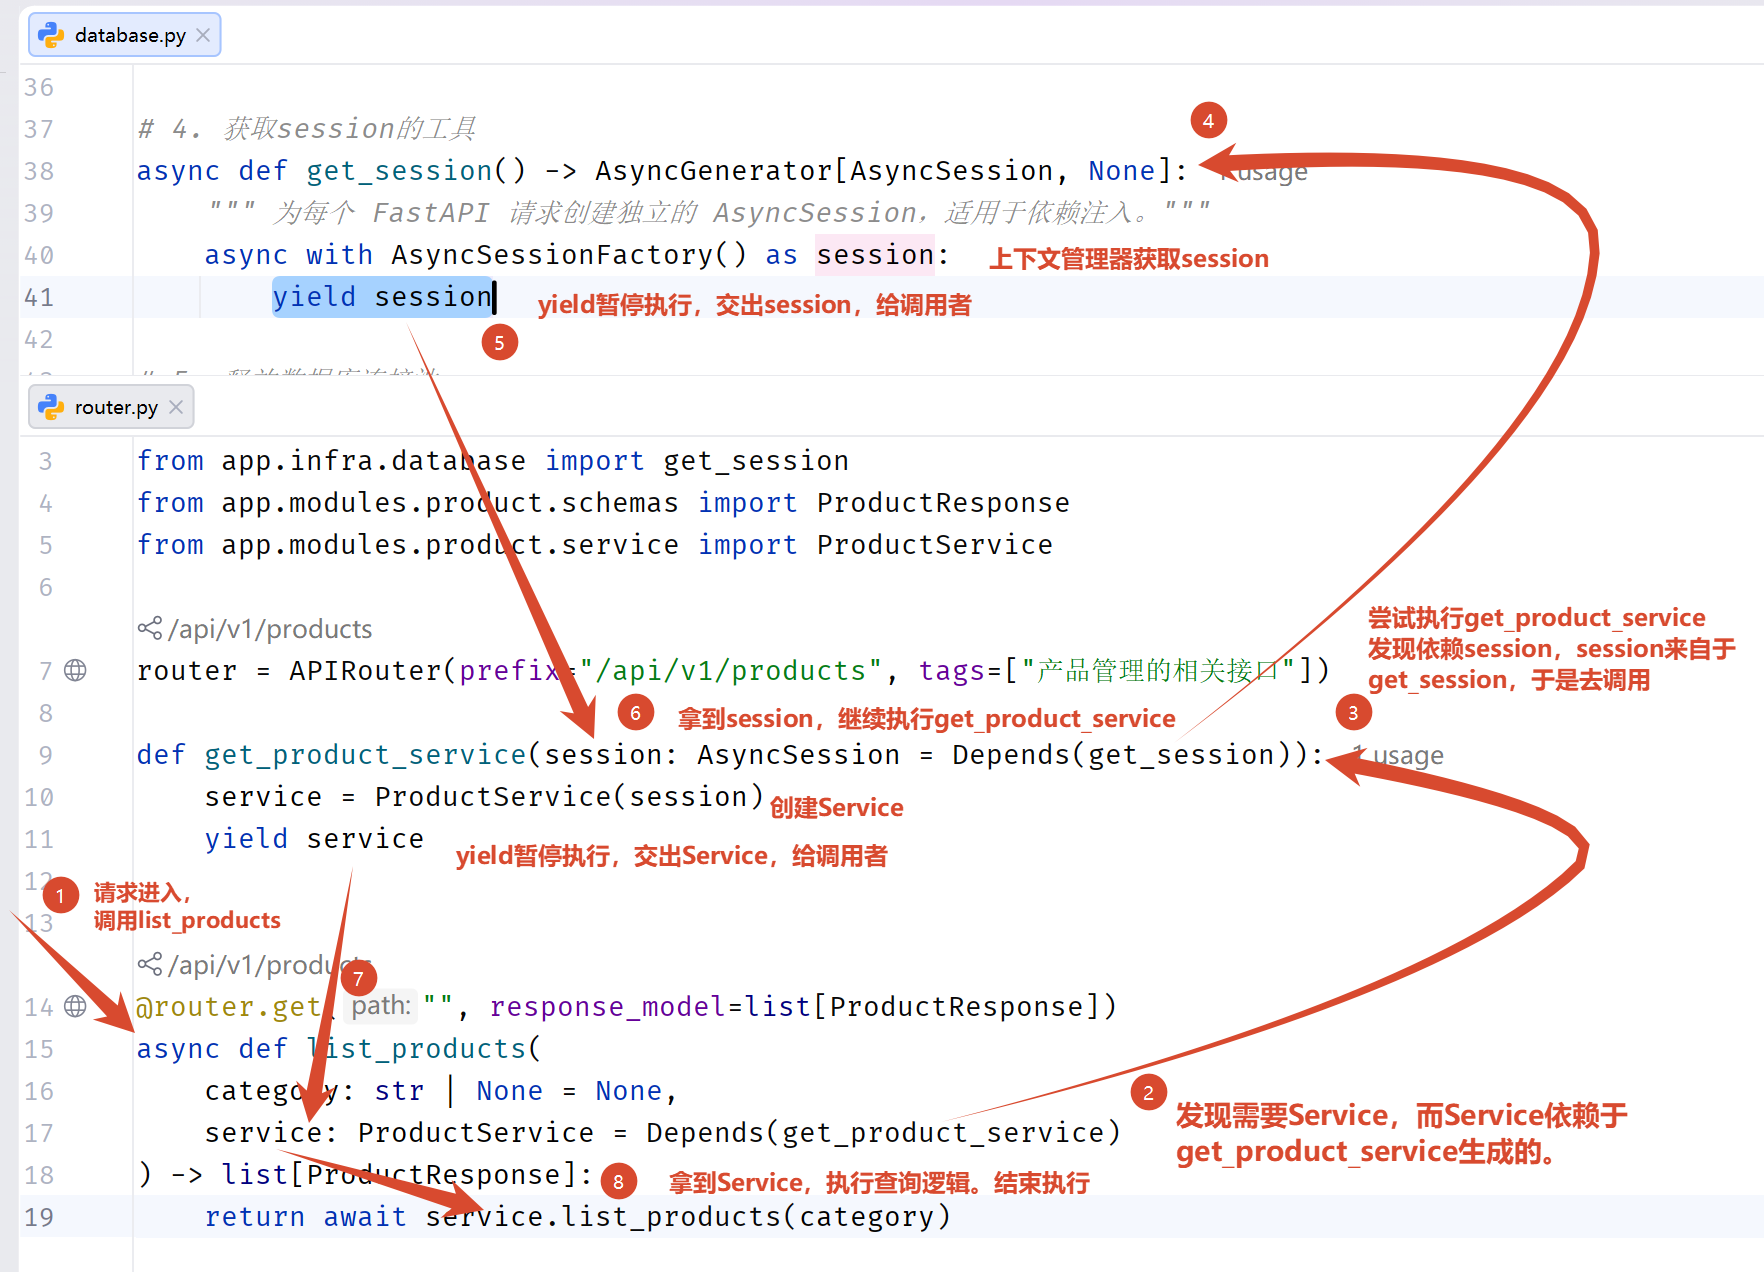 database.py
36
37 # 4. 获取session的工具
④
38 async def get_session() -> AsyncGenerator[AsyncSession, None]: usage
39 """ 为每个 FastAPI 请求创建独立的 AsyncSession，适用于依赖注入。"""
40 async with AsyncSessionFactory() as session: 上下文管理器获取session
41 yield session yield暂停执行，交出session，给调用者
⑤
42
router.py
3 from app.infra.database import get_session
4 from app.modules.product.schemas import ProductResponse
5 from app.modules.product.service import ProductService
6
尝试执行get_product_service
发现依赖session，session来自于
get_session，于是去调用
③
/api/v1/products
7 router = APIRouter(prefix="/api/v1/products", tags=["产品管理的相关接口"])
8
⑥ 拿到session，继续执行get_product_service
9 def get_product_service(session: AsyncSession = Depends(get_session)): 1 usage
10 service = ProductService(session) 创建Service
11 yield service
yield暂停执行，交出Service，给调用者
12
① 请求进入，
调用list_products
13
/api/v1/products
⑦
14 @router.get( path: "", response_model=list[ProductResponse])
15 async def list_products(
16 category: str | None = None,
② 发现需要Service，而Service依赖于
get_product_service生成的。
17 service: ProductService = Depends(get_product_service)
18 ) -> list[ProductResponse]:
⑧ 拿到Service，执行查询逻辑。结束执行
19 return await service.list_products(category)